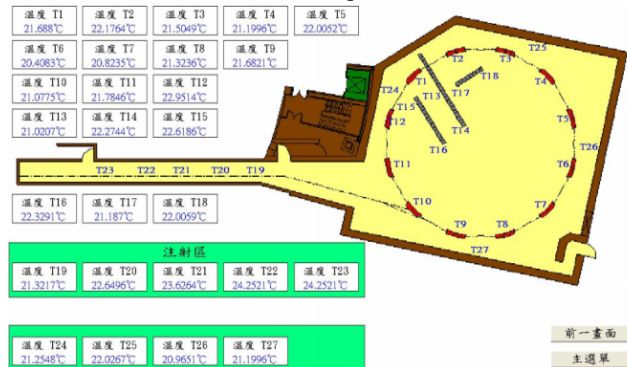 溫度 T1 溫度 T2 溫度 T3 溫度 T4 溫度 T5
21.688℃ 22.1764℃ 21.5049℃ 21.1996℃ 22.0052℃
溫度 T6 溫度 T7 溫度 T8 溫度 T9
20.4083℃ 20.8235℃ 21.3236℃ 21.6821℃
溫度 T10 溫度 T11 溫度 T12
21.0775℃ 21.7846℃ 22.9514℃
溫度 T13 溫度 T14 溫度 T15
21.0207℃ 22.2744℃ 22.6186℃
T2 T3 T25
T1 T18 T4
T24 T13 T17
T15
T12 T14 T5
T16 T26
T11 T6
T23 T22 T21 T20 T19
T10 T7
T9 T8
T27
溫度 T16 溫度 T17 溫度 T18
22.3291℃ 21.187℃ 22.0059℃
注射區
溫度 T19 溫度 T20 溫度 T21 溫度 T22 溫度 T23
21.3217℃ 22.6496℃ 23.6264℃ 24.2521℃ 24.2521℃
溫度 T24 溫度 T25 溫度 T26 溫度 T27
21.2548℃ 22.0267℃ 20.9651℃ 21.1996℃
前一畫面
主選單